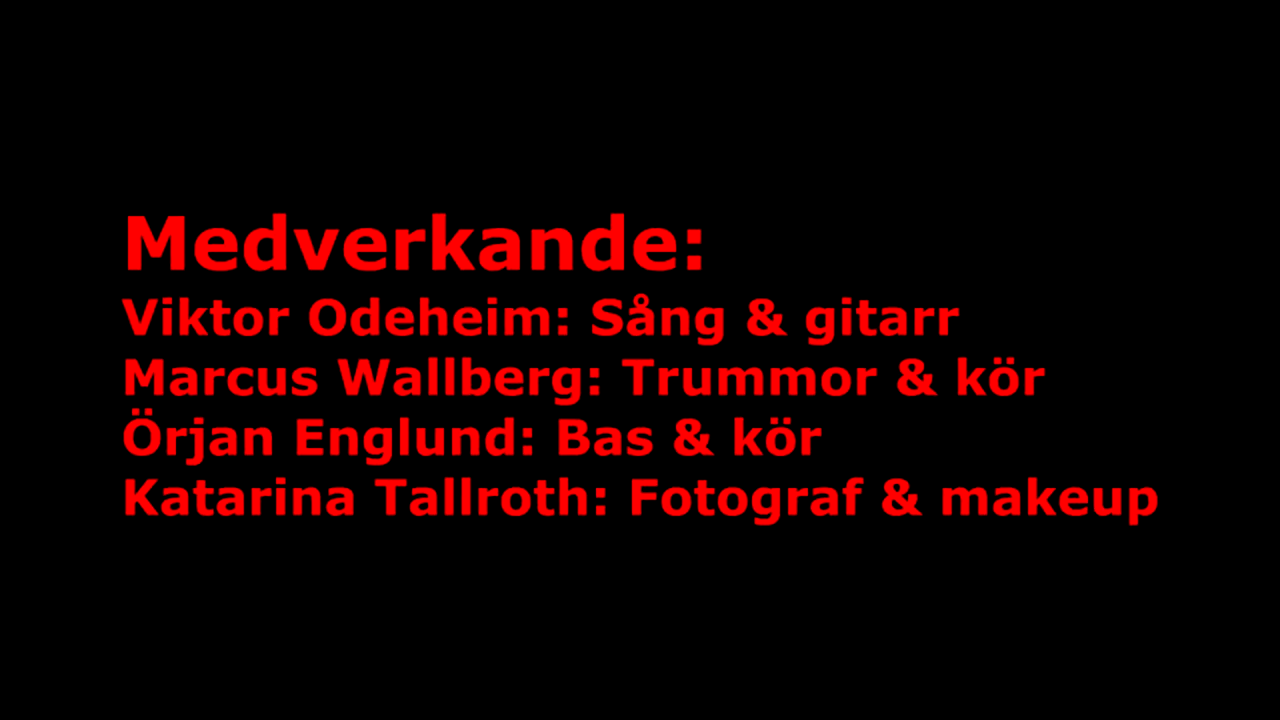 Medverkande:
Viktor Odeheim: Sång & gitarr
Marcus Wallberg: Trummor & kör
Örjan Englund: Bas & kör
Katarina Tallroth: Fotograf & makeup